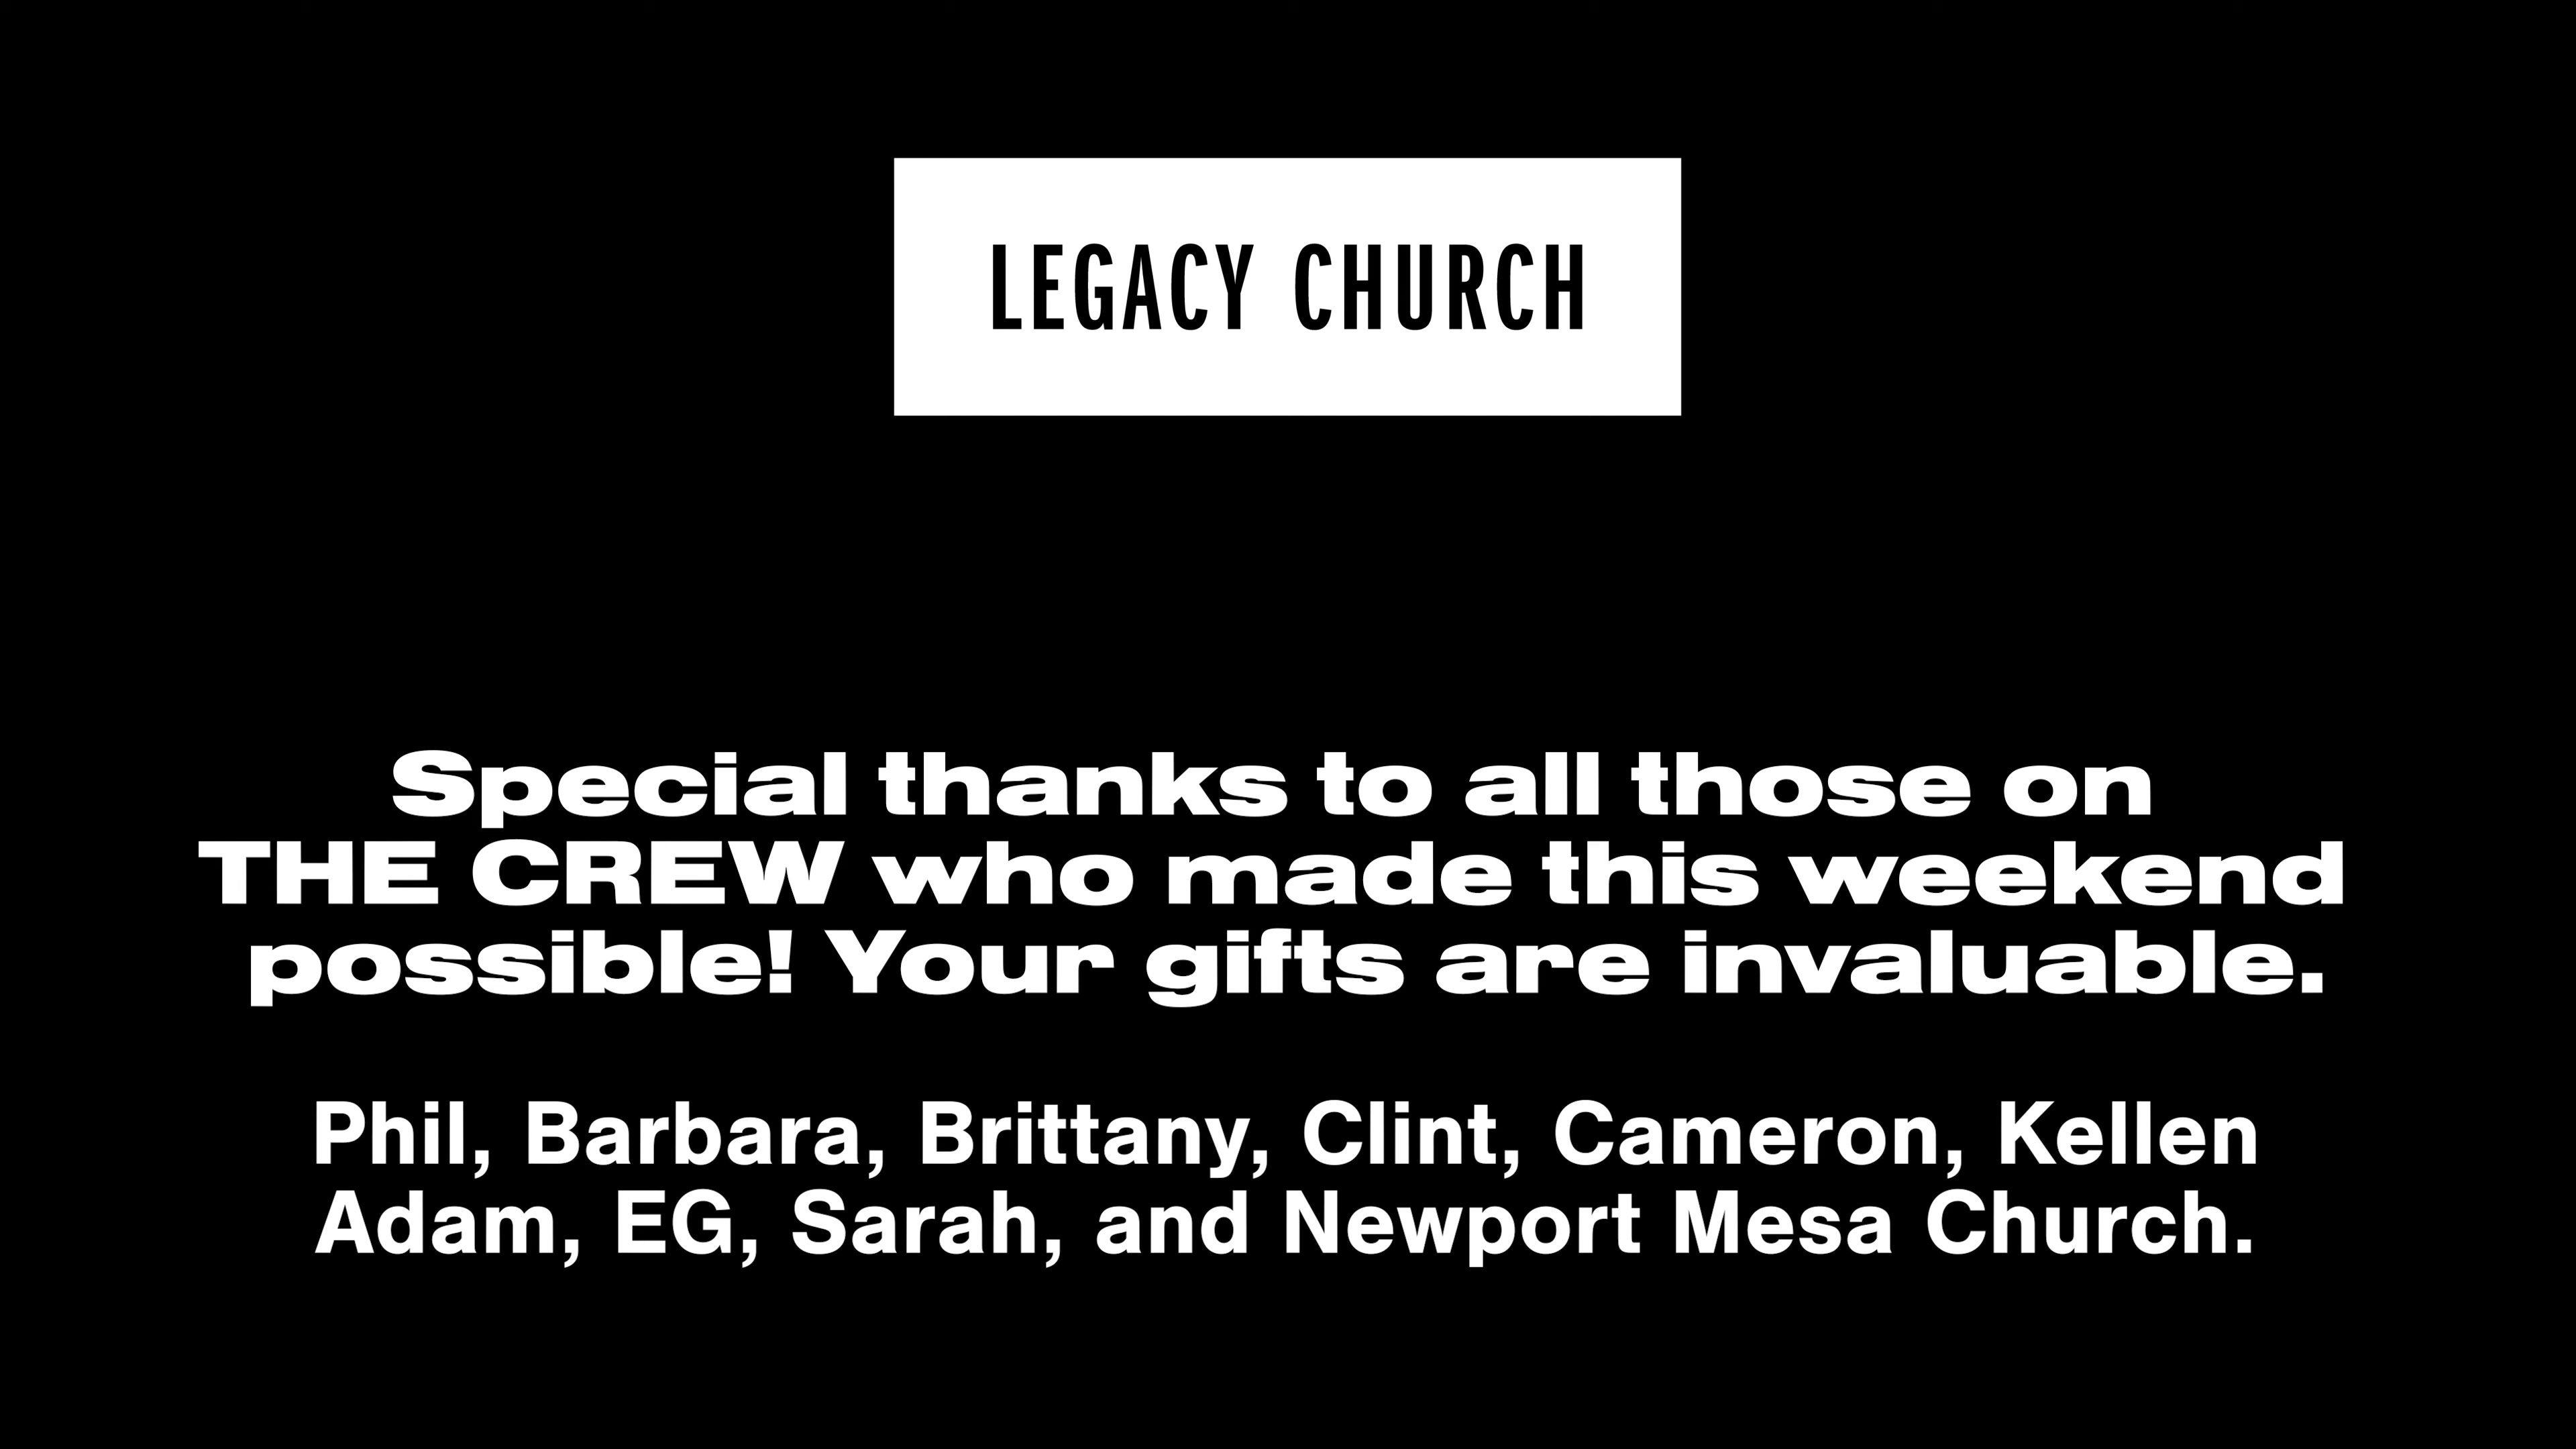 LEGACY CHURCH
Special thanks to all those on
THE CREW who made this weekend
possible! Your gifts are invaluable.
Phil, Barbara, Brittany, Clint, Cameron, Kellen
Adam, EG, Sarah, and Newport Mesa Church.